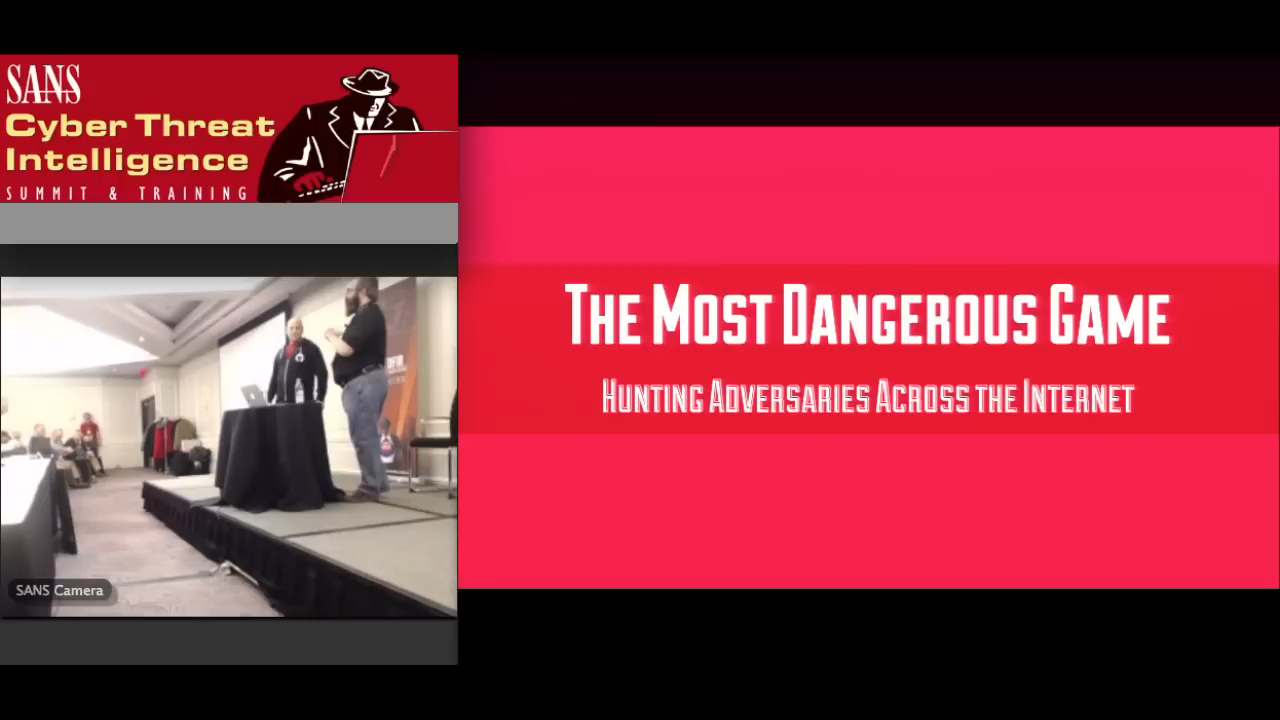 SANS
Cyber Threat
Intelligence
SUMMIT & TRAINING
THE MOST DANGEROUS GAME
HUNTING ADVERSARIES ACROSS THE INTERNET
SANS Camera